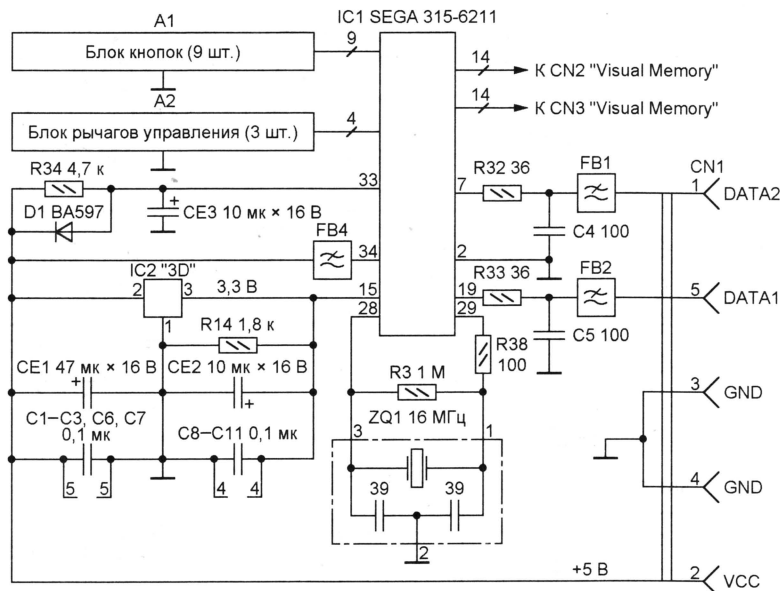 A1
IC1 SEGA 315-6211
Блок кнопок (9 шт.)
9
14
К CN2 "Visual Memory"
A2
14
К CN3 "Visual Memory"
Блок рычагов управления (3 шт.)
4
R34 4,7 к
33
7
R32 36
FB1
CN1
1
DATA2
D1 BA597
+
CE3 10 мк × 16 В
FB4
34
2
C4 100
IC2 "3D"
2
3
3,3 В
15
19
R33 36
FB2
5
DATA1
1
28
29
R14 1,8 к
R38
100
C5 100
CE1 47 мк × 16 В
CE2 10 мк × 16 В
+
+
R3 1 М
3
GND
C1–C3, C6, C7
0,1 мк
C8–C11 0,1 мк
ZQ1 16 МГц
3
1
5
5
4
4
39
39
4
GND
2
+5 В
2
VCC